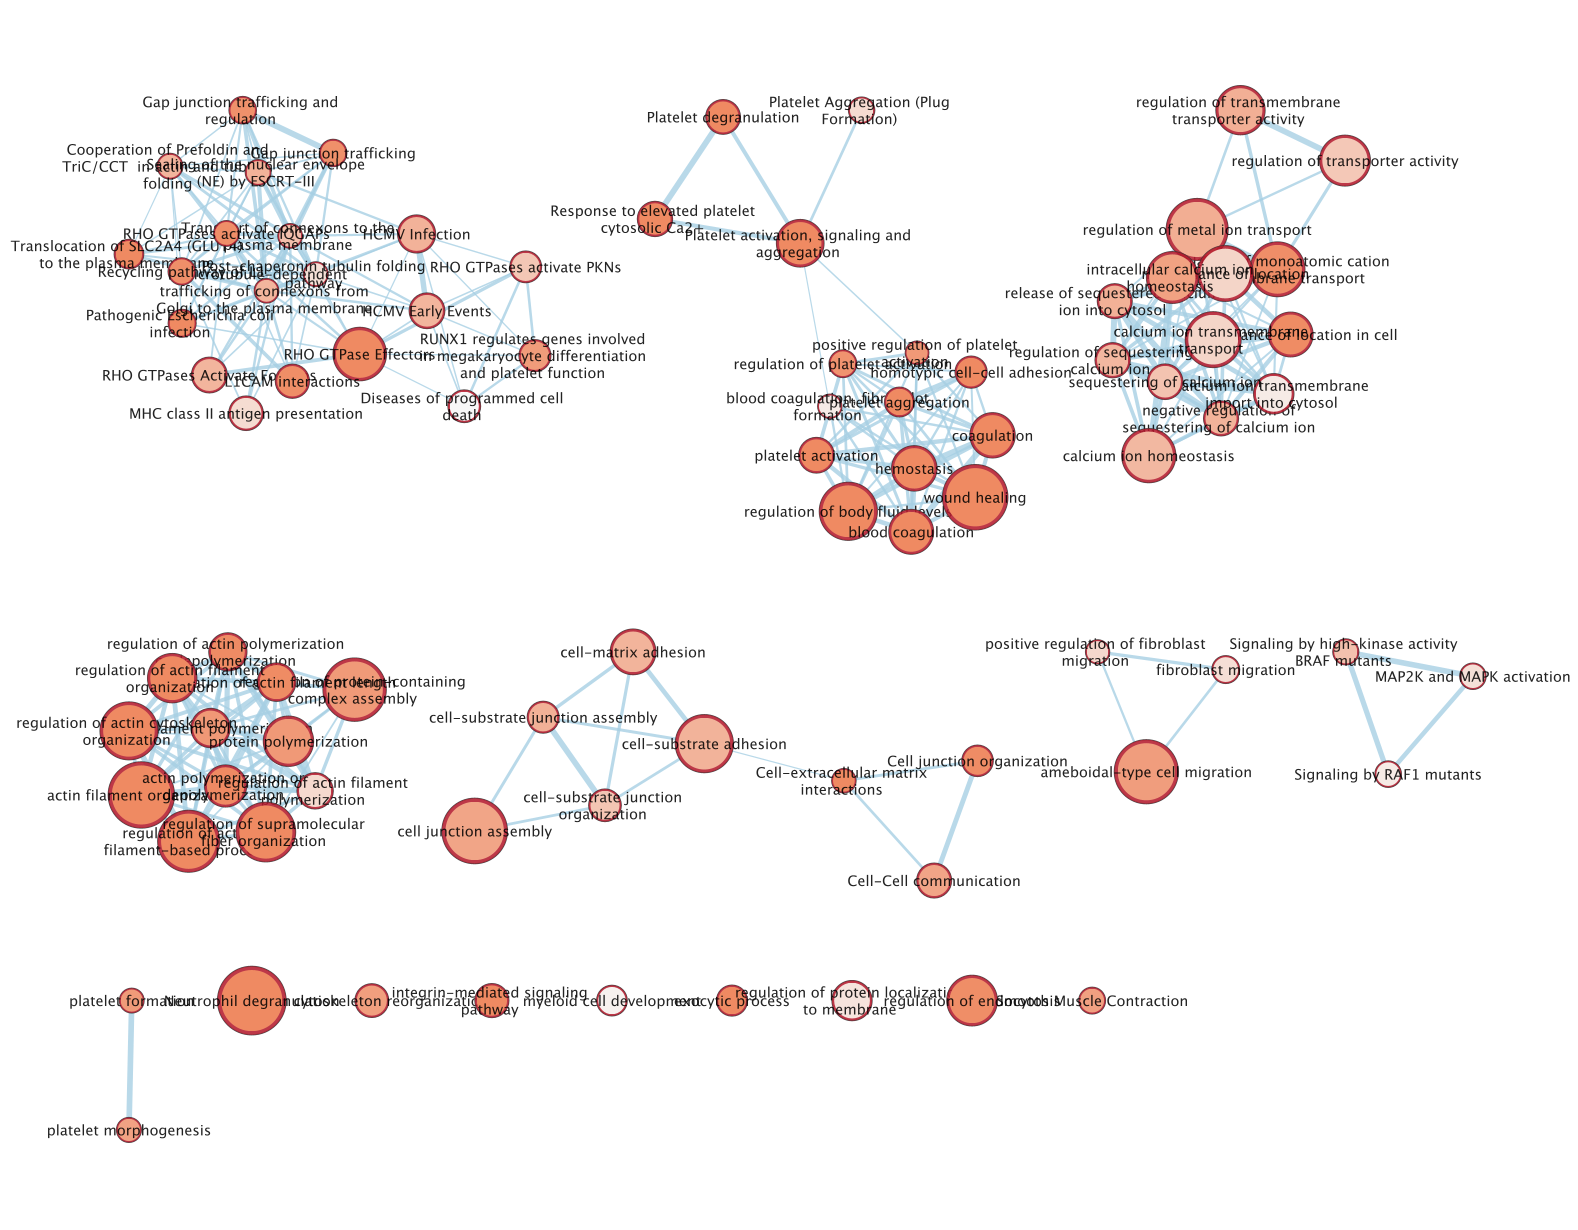 Gap junction trafficking and
regulation
Cooperation of Prefoldin and
TriC/CCT in actin and tubulin
folding
Gap junction trafficking
Sealing of the nuclear envelope
(NE) by ESCRT-III
Transport of connexons to the
plasma membrane
RHO GTPases activate IQGAPs
HCMV Infection
Translocation of SLC2A4 (GLUT4)
to the plasma membrane
Recycling pathway of L1
Post-chaperonin tubulin folding
pathway
RHO GTPases activate PKNs
trafficking of connexons from
Golgi to the plasma membrane
HCMV Early Events
Pathogenic Escherichia coli
infection
RHO GTPase Effectors
RUNX1 regulates genes involved
in megakaryocyte differentiation
and platelet function
RHO GTPases Activate Formins
L1CAM interactions
MHC class II antigen presentation
Diseases of programmed cell
death
Platelet degranulation
Platelet Aggregation (Plug
Formation)
Response to elevated platelet
cytosolic Ca2+
Platelet activation, signaling and
aggregation
positive regulation of platelet
activation
regulation of platelet activation
homotypic cell-cell adhesion
blood coagulation, fibrin clot
formation
platelet aggregation
coagulation
platelet activation
hemostasis
wound healing
regulation of body fluid levels
blood coagulation
regulation of transmembrane
transporter activity
regulation of transporter activity
regulation of metal ion transport
monoatomic cation
transport
intracellular calcium ion
homeostasis
location
release of sequestered calcium
ion into cytosol
calcium ion transmembrane
transport
location in cell
regulation of sequestering
calcium ion
sequestering of calcium ion
calcium ion transmembrane
import into cytosol
negative regulation of
sequestering of calcium ion
calcium ion homeostasis
regulation of actin polymerization
depolymerization
regulation of actin filament
organization
regulation of actin filament length
protein-containing
complex assembly
regulation of actin cytoskeleton
organization
polymerization
protein polymerization
actin polymerization or
depolymerization
actin filament organization
regulation of actin filament
polymerization
regulation of supramolecular
fiber organization
regulation of actin
filament-based process
cell-matrix adhesion
cell-substrate junction assembly
cell-substrate adhesion
cell-substrate junction
organization
cell junction assembly
Cell-extracellular matrix
interactions
Cell junction organization
Cell-Cell communication
positive regulation of fibroblast
migration
fibroblast migration
ameboidal-type cell migration
Signaling by high-kinase activity
BRAF mutants
MAP2K and MAPK activation
Signaling by RAF1 mutants
platelet formation
Neutrophil degranulation
cytoskeleton reorganization
integrin-mediated signaling
pathway
myeloid cell development
exocytic process
regulation of protein localization
to membrane
regulation of endocytosis
Smooth Muscle Contraction
platelet morphogenesis